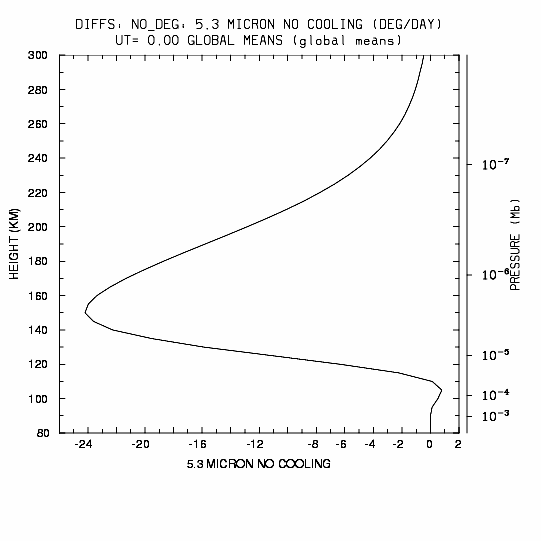 DIFFS: NO_DEG: 5.3 MICRON NO COOLING (DEG/DAY)
UT= 0.00 GLOBAL MEANS (global means)
300
280
260
240
220
200
180
160
140
120
100
80
HEIGHT (KM)
-24 -20 -16 -12 -8 -6 -4 -2 0 2
5.3 MICRON NO COOLING
10⁻⁷
10⁻⁶
10⁻⁵
10⁻⁴
10⁻³
PRESSURE (Mb)